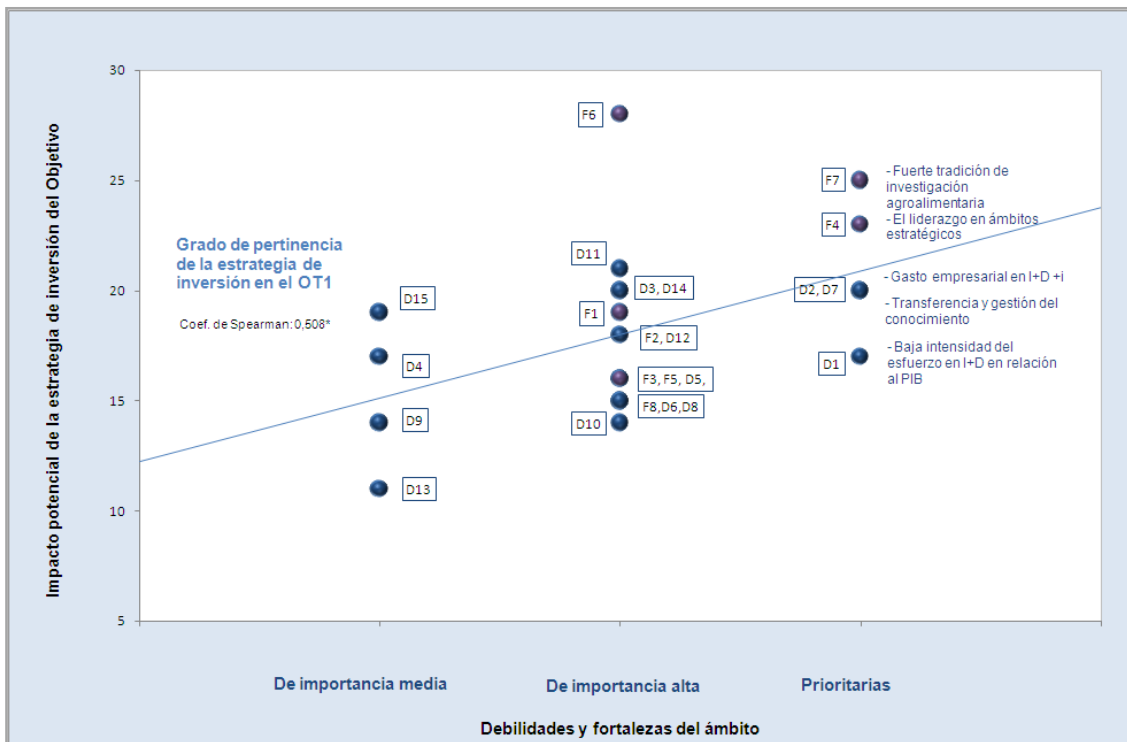 Impacto potencial de la estrategia de inversión del Objetivo
30
25
20
15
10
5
Grado de pertinencia
de la estrategia de
inversión en el OT1
Coef. de Spearman: 0,508*
D15
D4
D9
D13
F6
D11
D3, D14
F1
F2, D12
F3, F5, D5,
F8,D6,D8
D10
F7
F4
D2, D7
D1
- Fuerte tradición de
investigación
agroalimentaria
- El liderazgo en ámbitos
estratégicos
- Gasto empresarial en I+D +i
- Transferencia y gestión del
conocimiento
- Baja intensidad del
esfuerzo en I+D en relación
al PIB
De importancia media
De importancia alta
Prioritarias
Debilidades y fortalezas del ámbito